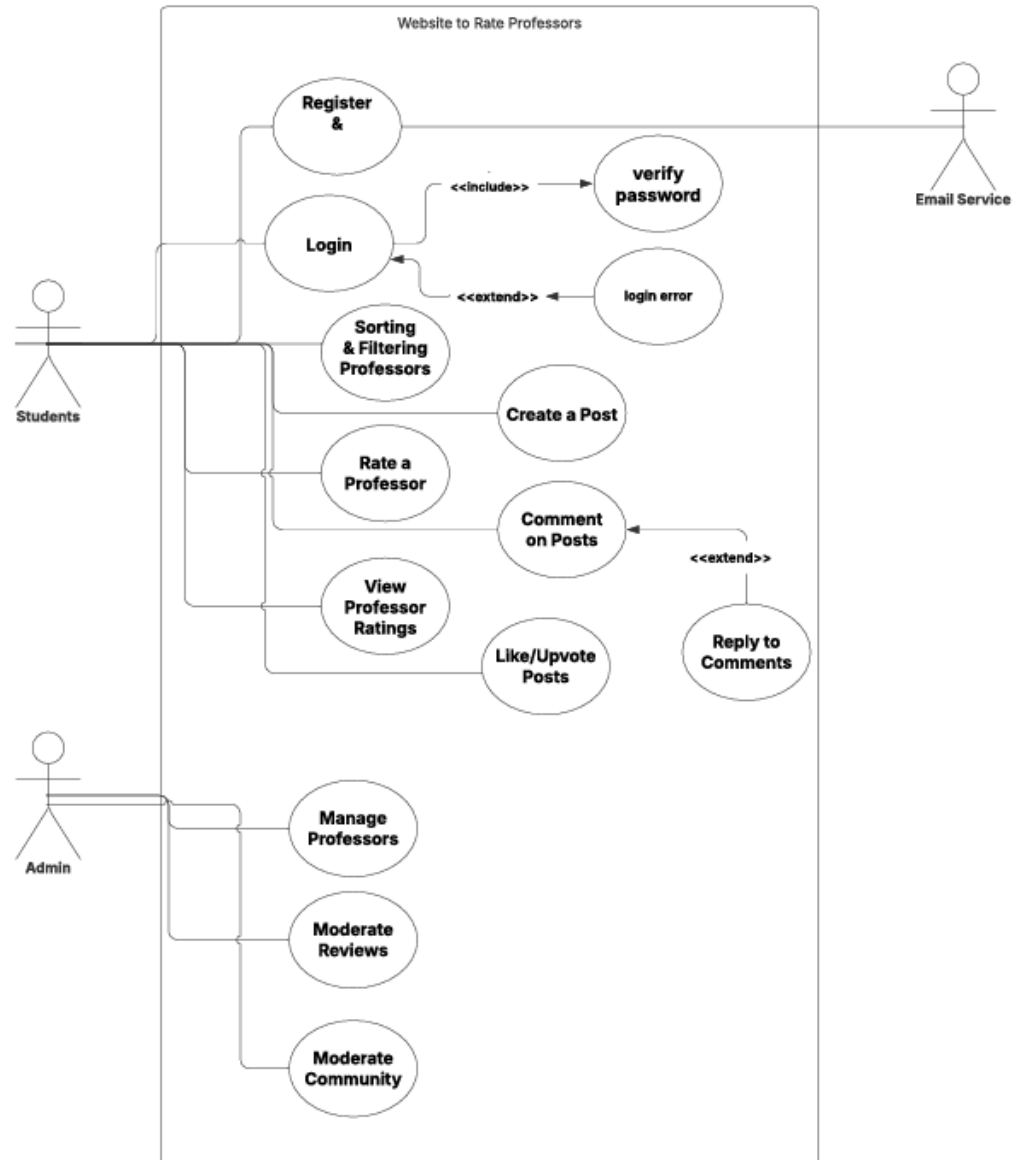 Website to Rate Professors
Register
&
Email Service
<<include>>
verify
password
Login
<<extend>>
login error
Students
Sorting
& Filtering
Professors
Create a Post
Rate a
Professor
Comment
on Posts
<<extend>>
View
Professor
Ratings
Reply to
Comments
Like/Upvote
Posts
Admin
Manage
Professors
Moderate
Reviews
Moderate
Community